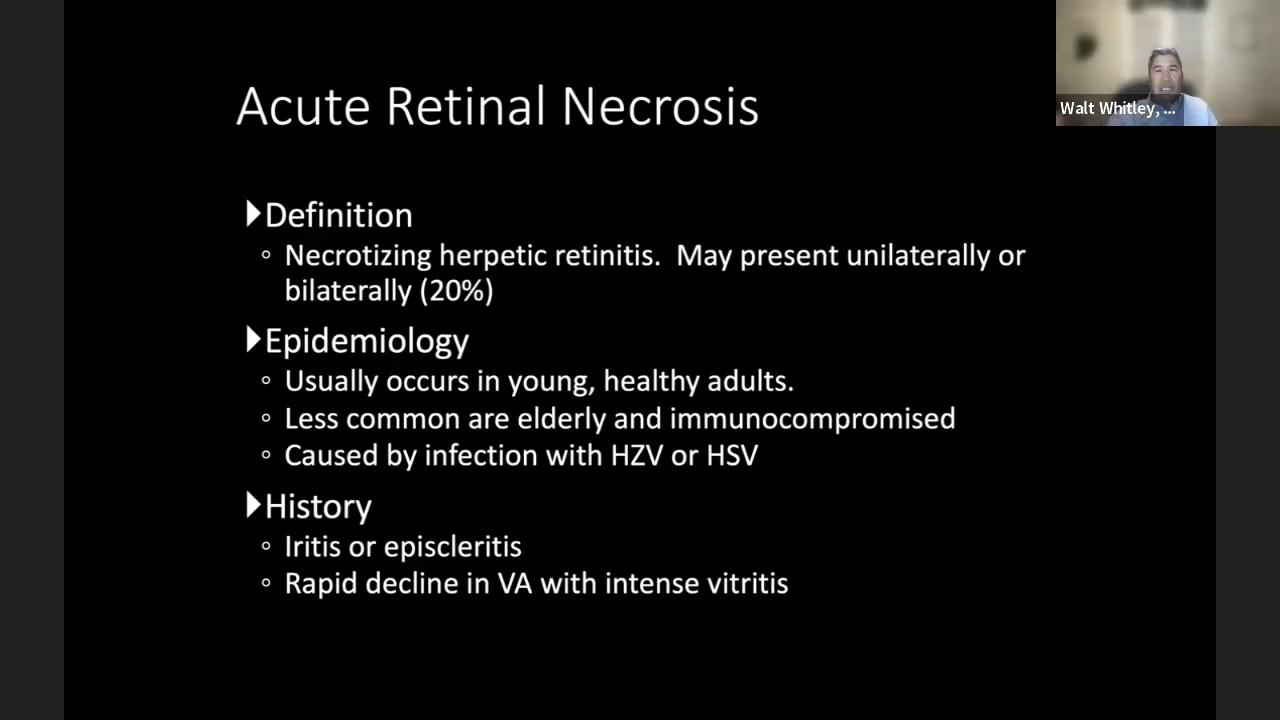 Acute Retinal Necrosis
Walt Whitley, ...
Definition
Necrotizing herpetic retinitis.  May present unilaterally or
bilaterally (20%)
Epidemiology
Usually occurs in young, healthy adults.
Less common are elderly and immunocompromised
Caused by infection with HZV or HSV
History
Iritis or episcleritis
Rapid decline in VA with intense vitritis